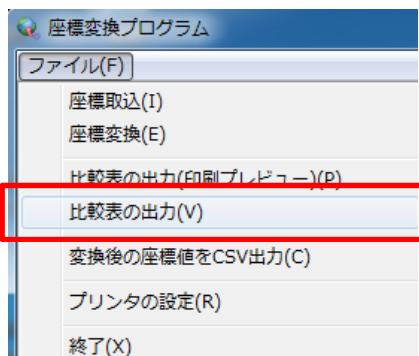 座標変換プログラム
ファイル(F)
座標取込(I)
座標変換(E)
比較表の出力(印刷プレビュー)(P)
比較表の出力(V)
変換後の座標値をCSV出力(C)
プリンタの設定(R)
終了(X)